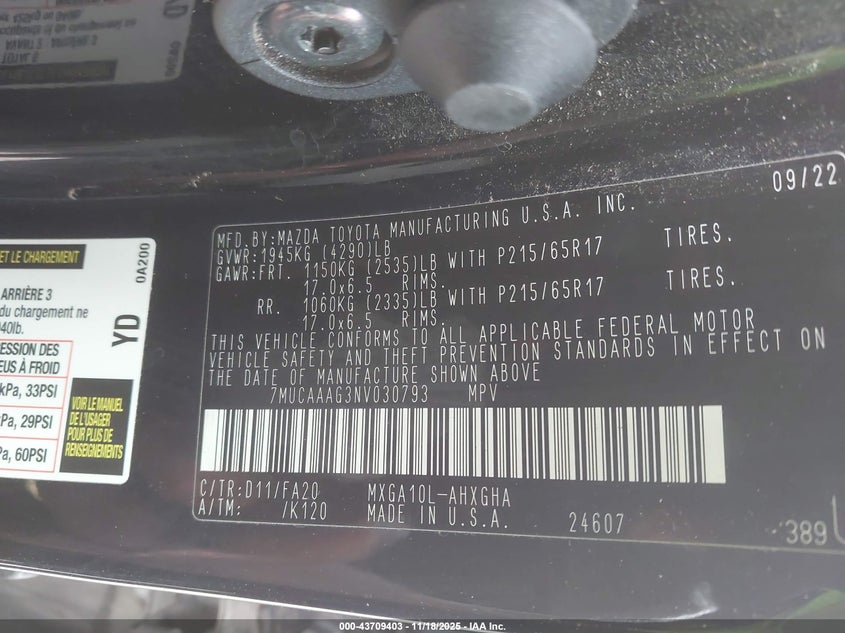 09/22
MFD.BY:MAZDA TOYOTA MANUFACTURING U.S.A. INC.
GVWR:1945KG (4290)LB
GAWR:FRT. 1150KG (2535)LB WITH P215/65R17 TIRES.
17.0x6.5 RIMS.
RR. 1060KG (2335)LB WITH P215/65R17 TIRES.
17.0x6.5 RIMS.
THIS VEHICLE CONFORMS TO ALL APPLICABLE FEDERAL MOTOR
VEHICLE SAFETY AND THEFT PREVENTION STANDARDS IN EFFECT ON
THE DATE OF MANUFACTURE SHOWN ABOVE
7MUCAAAG3NV030793 MPV
C/TR:D11/FA20 MXGA10L-AHXGHA
A/TM: /K120 MADE IN U.S.A. 24607
389
ET LE CHARGEMENT
0A200
ARRIÈRE 3
du chargement ne
40lb.
YD
ESSION DES
EUS À FROID
kPa, 33PSI
Pa, 29PSI
Pa, 60PSI
VOIR LE MANUEL
DE L'USAGER
POUR PLUS DE
RENSEIGNEMENTS
000-43709403 - 11/18/2025 - IAA Inc.